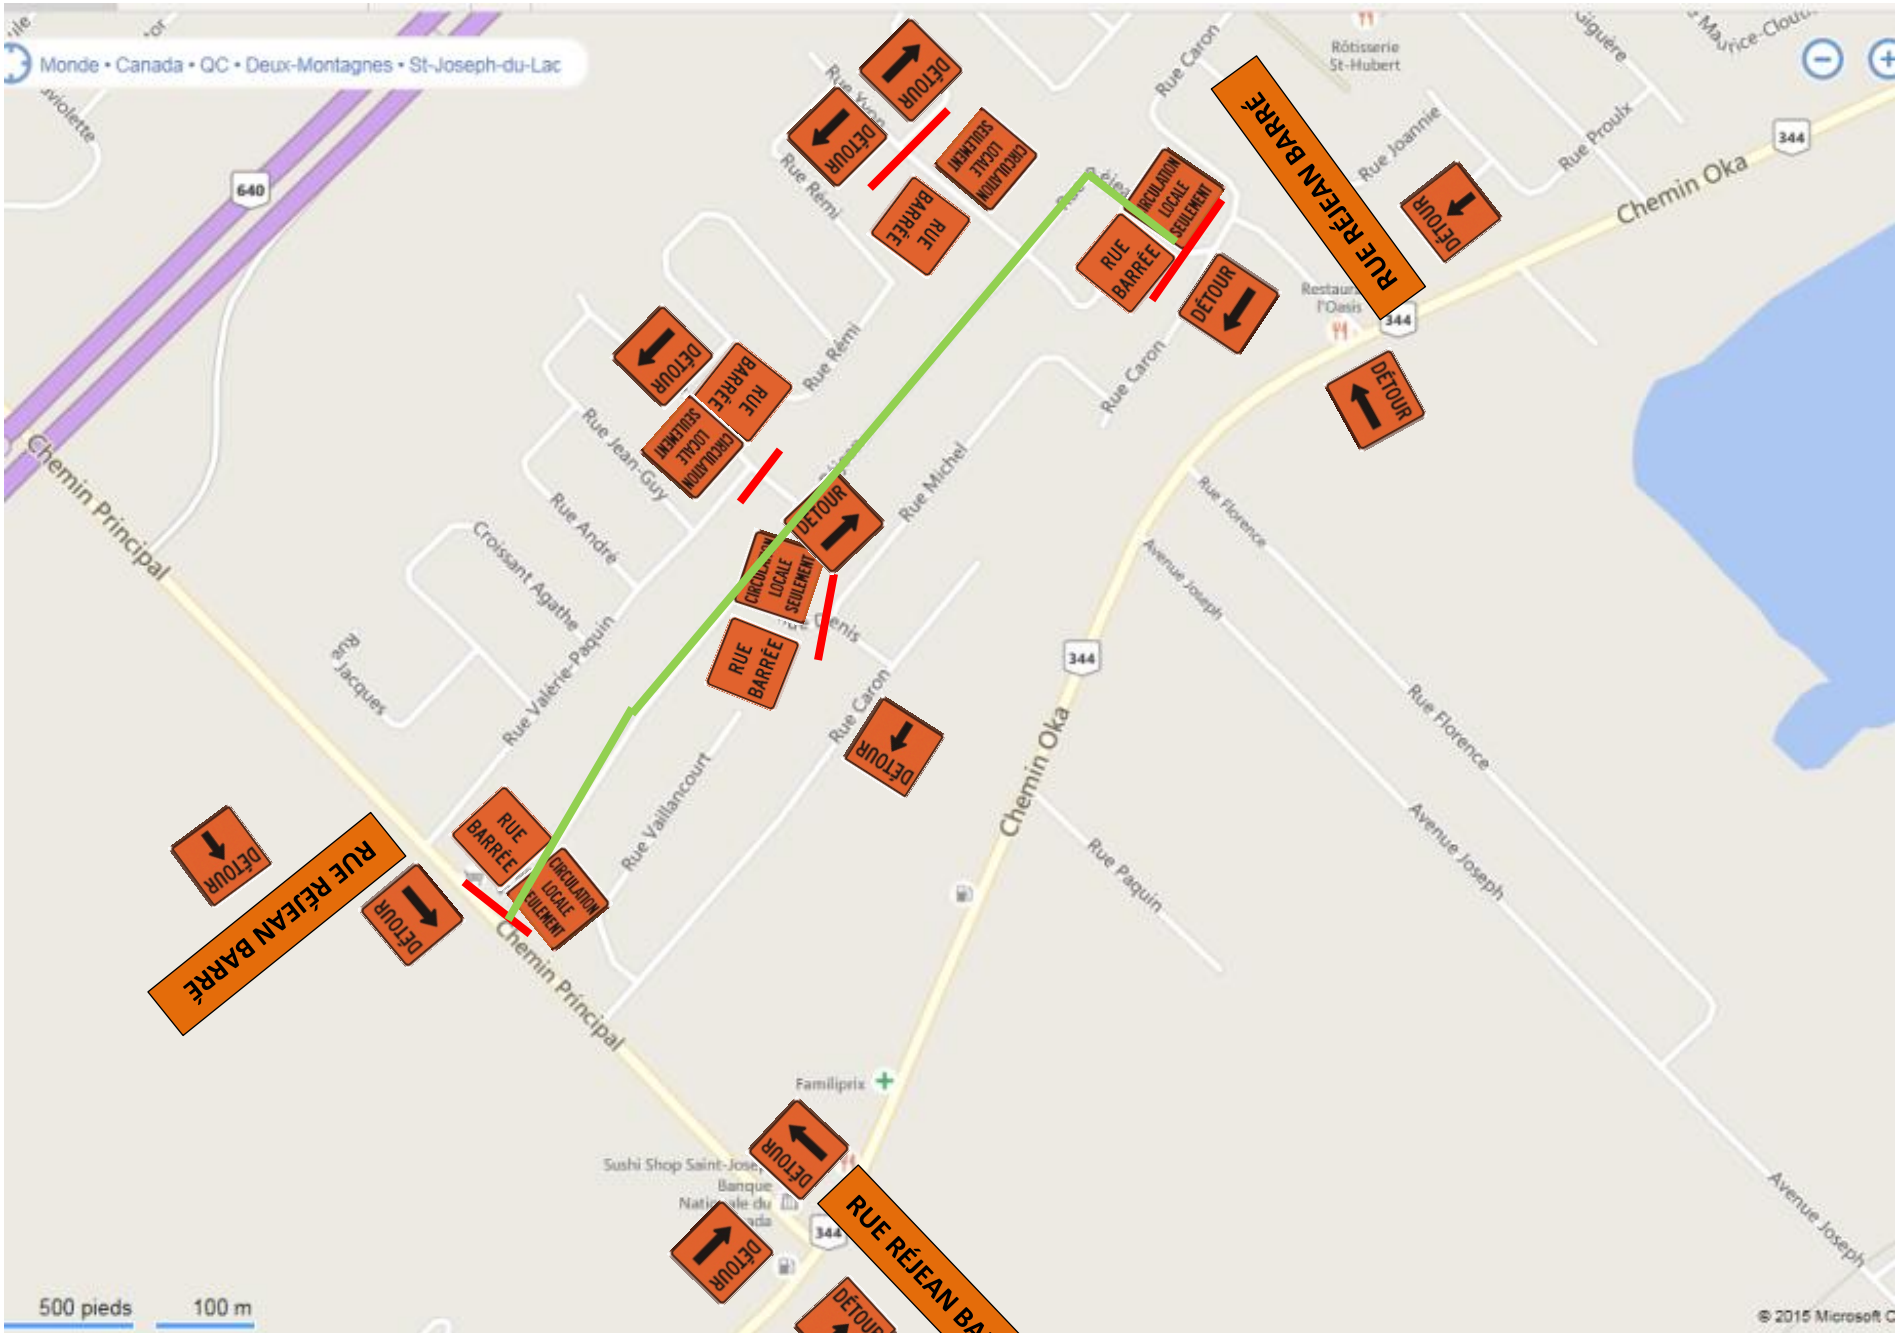 Monde • Canada • QC • Deux-Montagnes • St-Joseph-du-Lac
Rue Caron
Rôtisserie
St-Hubert
Giguère
Maurice-Clout
344
Rue Joannie
Rue Proulx
Chemin Oka
640
Rue Yvon
Rue Rémi
DÉTOUR
DÉTOUR
CIRCULATION
LOCALE
SEULEMENT
RUE
BARRÉE
CIRCULATION
LOCALE
SEULEMENT
RUE
BARRÉE
DÉTOUR
RUE RÉJEAN BARRÉ
DÉTOUR
l'Oasis
344
DÉTOUR
DÉTOUR
RUE
BARRÉE
CIRCULATION
LOCALE
SEULEMENT
Rue Rémi
Rue Caron
Rue Jean-Guy
Rue André
Croissant Agathe
Rue
Jacques
Rue Valérie-Paquin
Chemin Principal
Rue Michel
DÉTOUR
LOCALE
SEULEMENT
RUE
BARRÉE
Rue Caron
DÉTOUR
Rue Vaillancourt
Rue Florence
Avenue Joseph
344
Chemin Oka
Rue Florence
Avenue Joseph
Rue Paquin
DÉTOUR
RUE RÉJEAN BARRÉ
DÉTOUR
RUE
BARRÉE
CIRCULATION
LOCALE
Chemin Principal
Familiprix
DÉTOUR
Sushi Shop Saint-Jose
Banque
du
344
DÉTOUR
RUE RÉJEAN BA
DÉTOUR
Avenue Joseph
500 pieds
100 m
© 2015 Microsoft C